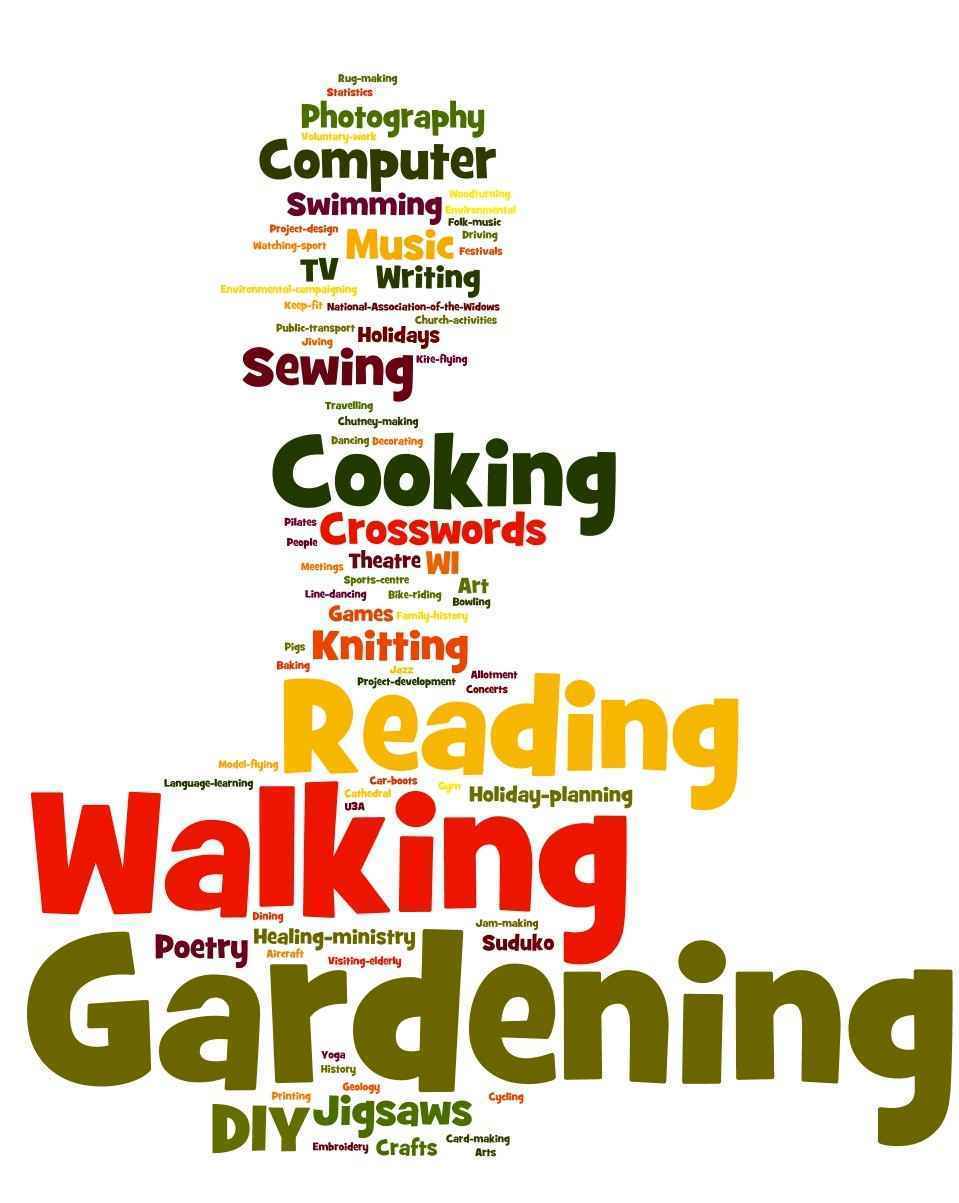 Rug-making
Statistics
Photography
Voluntary-work
Computer
Woodturning
Swimming
Environmental
Folk-music
Project-design
Driving
Watching-sport
Music
Festivals
TV
Writing
Environmental-campaigning
Keep-fit
National-Association-of-the-Widows
Church-activities
Public-transport
Holidays
Jiving
Sewing
Kite-flying
Travelling
Chutney-making
Dancing
Decorating
Cooking
Pilates
Crosswords
People
Meetings
Theatre
WI
Sports-centre
Art
Line-dancing
Bike-riding
Bowling
Games
Family-history
Pigs
Knitting
Baking
Jazz
Allotment
Project-development
Concerts
Reading
Model-flying
Language-learning
Car-boots
Cathedral
Gym
Holiday-planning
U3A
Walking
Dining
Jam-making
Poetry
Healing-ministry
Suduko
Aircraft
Visiting-elderly
Gardening
Yoga
History
Geology
Printing
Cycling
DIY
Jigsaws
Embroidery
Crafts
Card-making
Arts